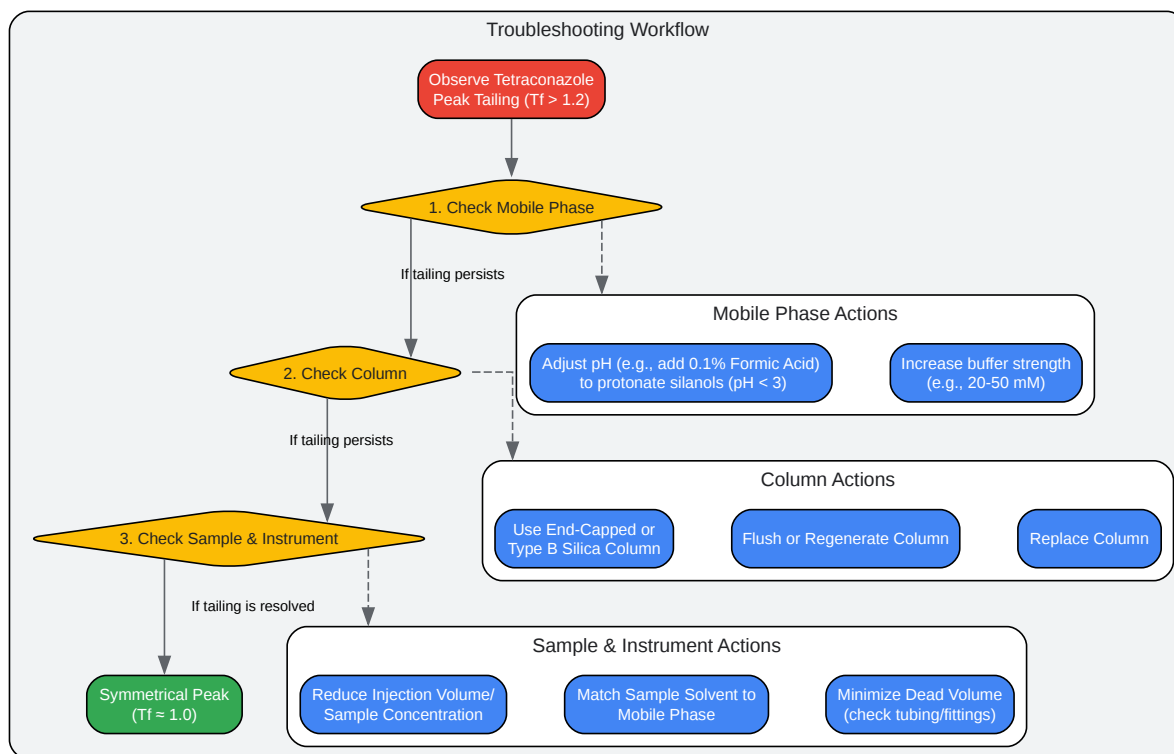 Troubleshooting Workflow
Observe Tetraconazole
Peak Tailing (Tf > 1.2)
1. Check Mobile Phase
If tailing persists
Mobile Phase Actions
Adjust pH (e.g., add 0.1% Formic Acid)
to protonate silanols (pH < 3)
Increase buffer strength
(e.g., 20-50 mM)
2. Check Column
If tailing persists
Column Actions
Use End-Capped or
Type B Silica Column
Flush or Regenerate Column
Replace Column
3. Check Sample & Instrument
If tailing is resolved
Sample & Instrument Actions
Reduce Injection Volume/
Sample Concentration
Match Sample Solvent to
Mobile Phase
Minimize Dead Volume
(check tubing/fittings)
Symmetrical Peak
(Tf ≈ 1.0)